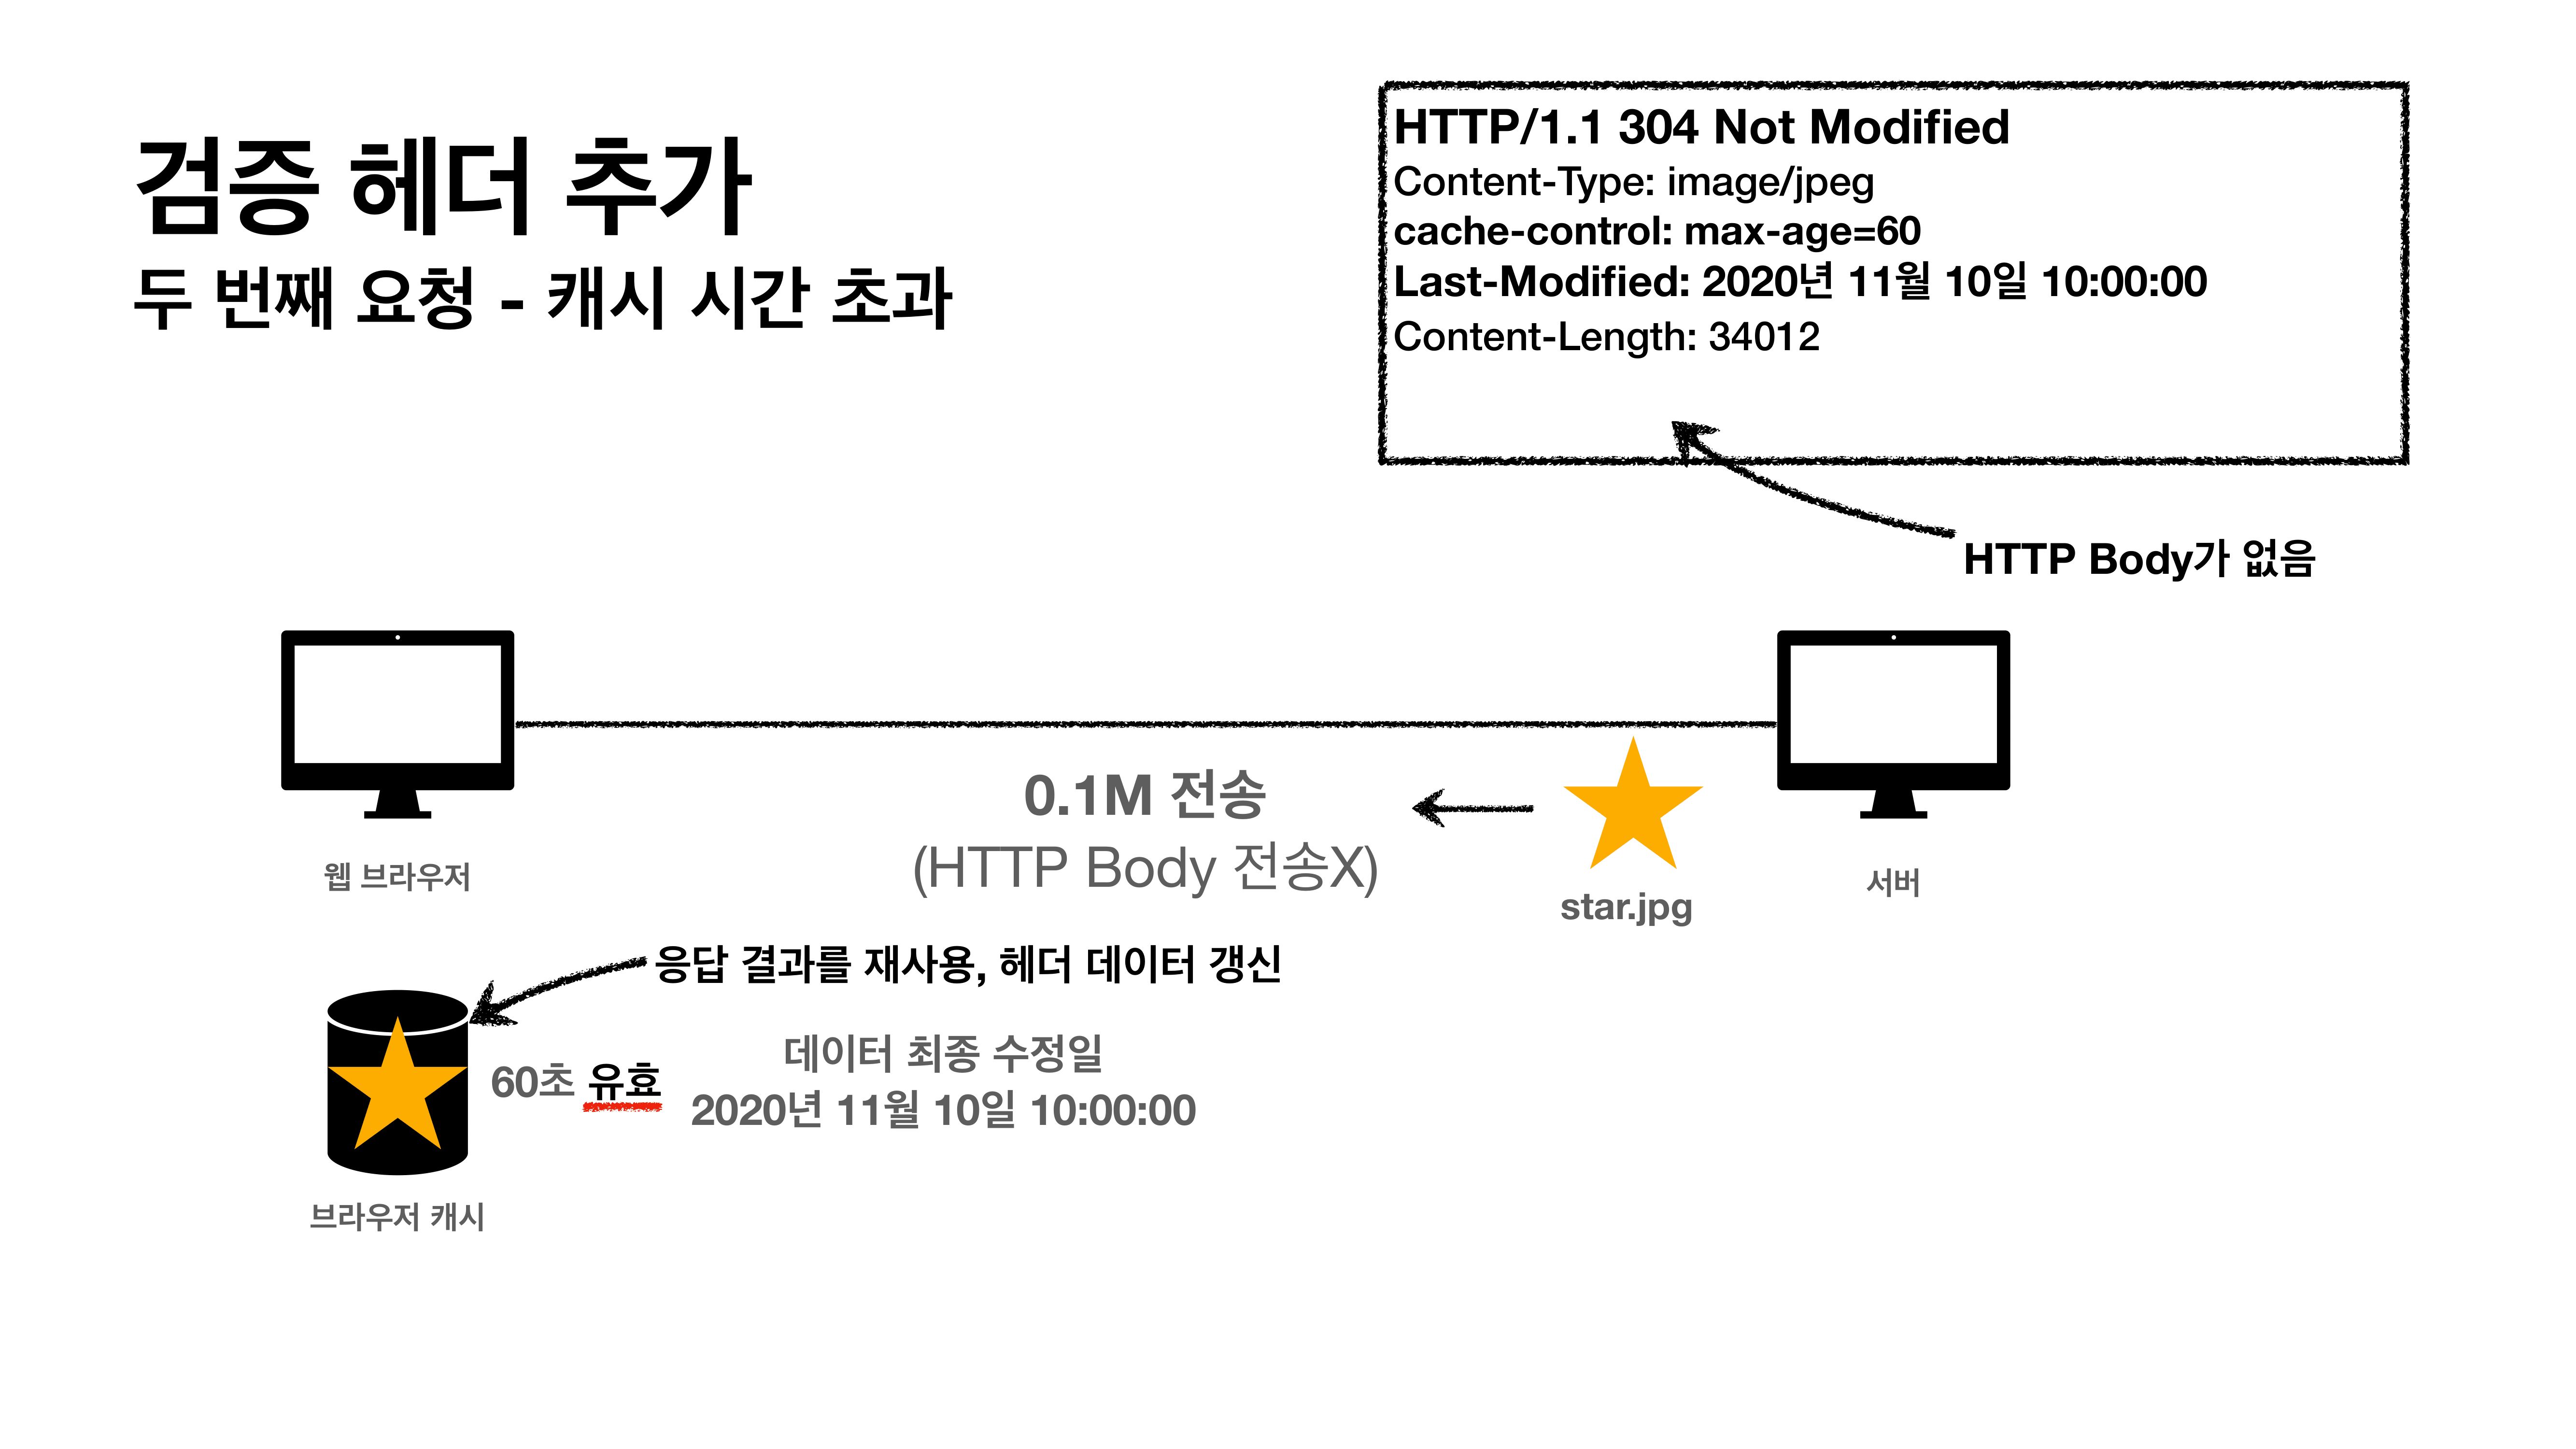 검증 헤더 추가
두 번째 요청 - 캐시 시간 초과
HTTP/1.1 304 Not Modified
Content-Type: image/jpeg
cache-control: max-age=60
Last-Modified: 2020년 11월 10일 10:00:00
Content-Length: 34012
HTTP Body가 없음
0.1M 전송
(HTTP Body 전송X)
웹 브라우저
star.jpg
서버
응답 결과를 재사용, 헤더 데이터 갱신
60초 유효
데이터 최종 수정일
2020년 11월 10일 10:00:00
브라우저 캐시